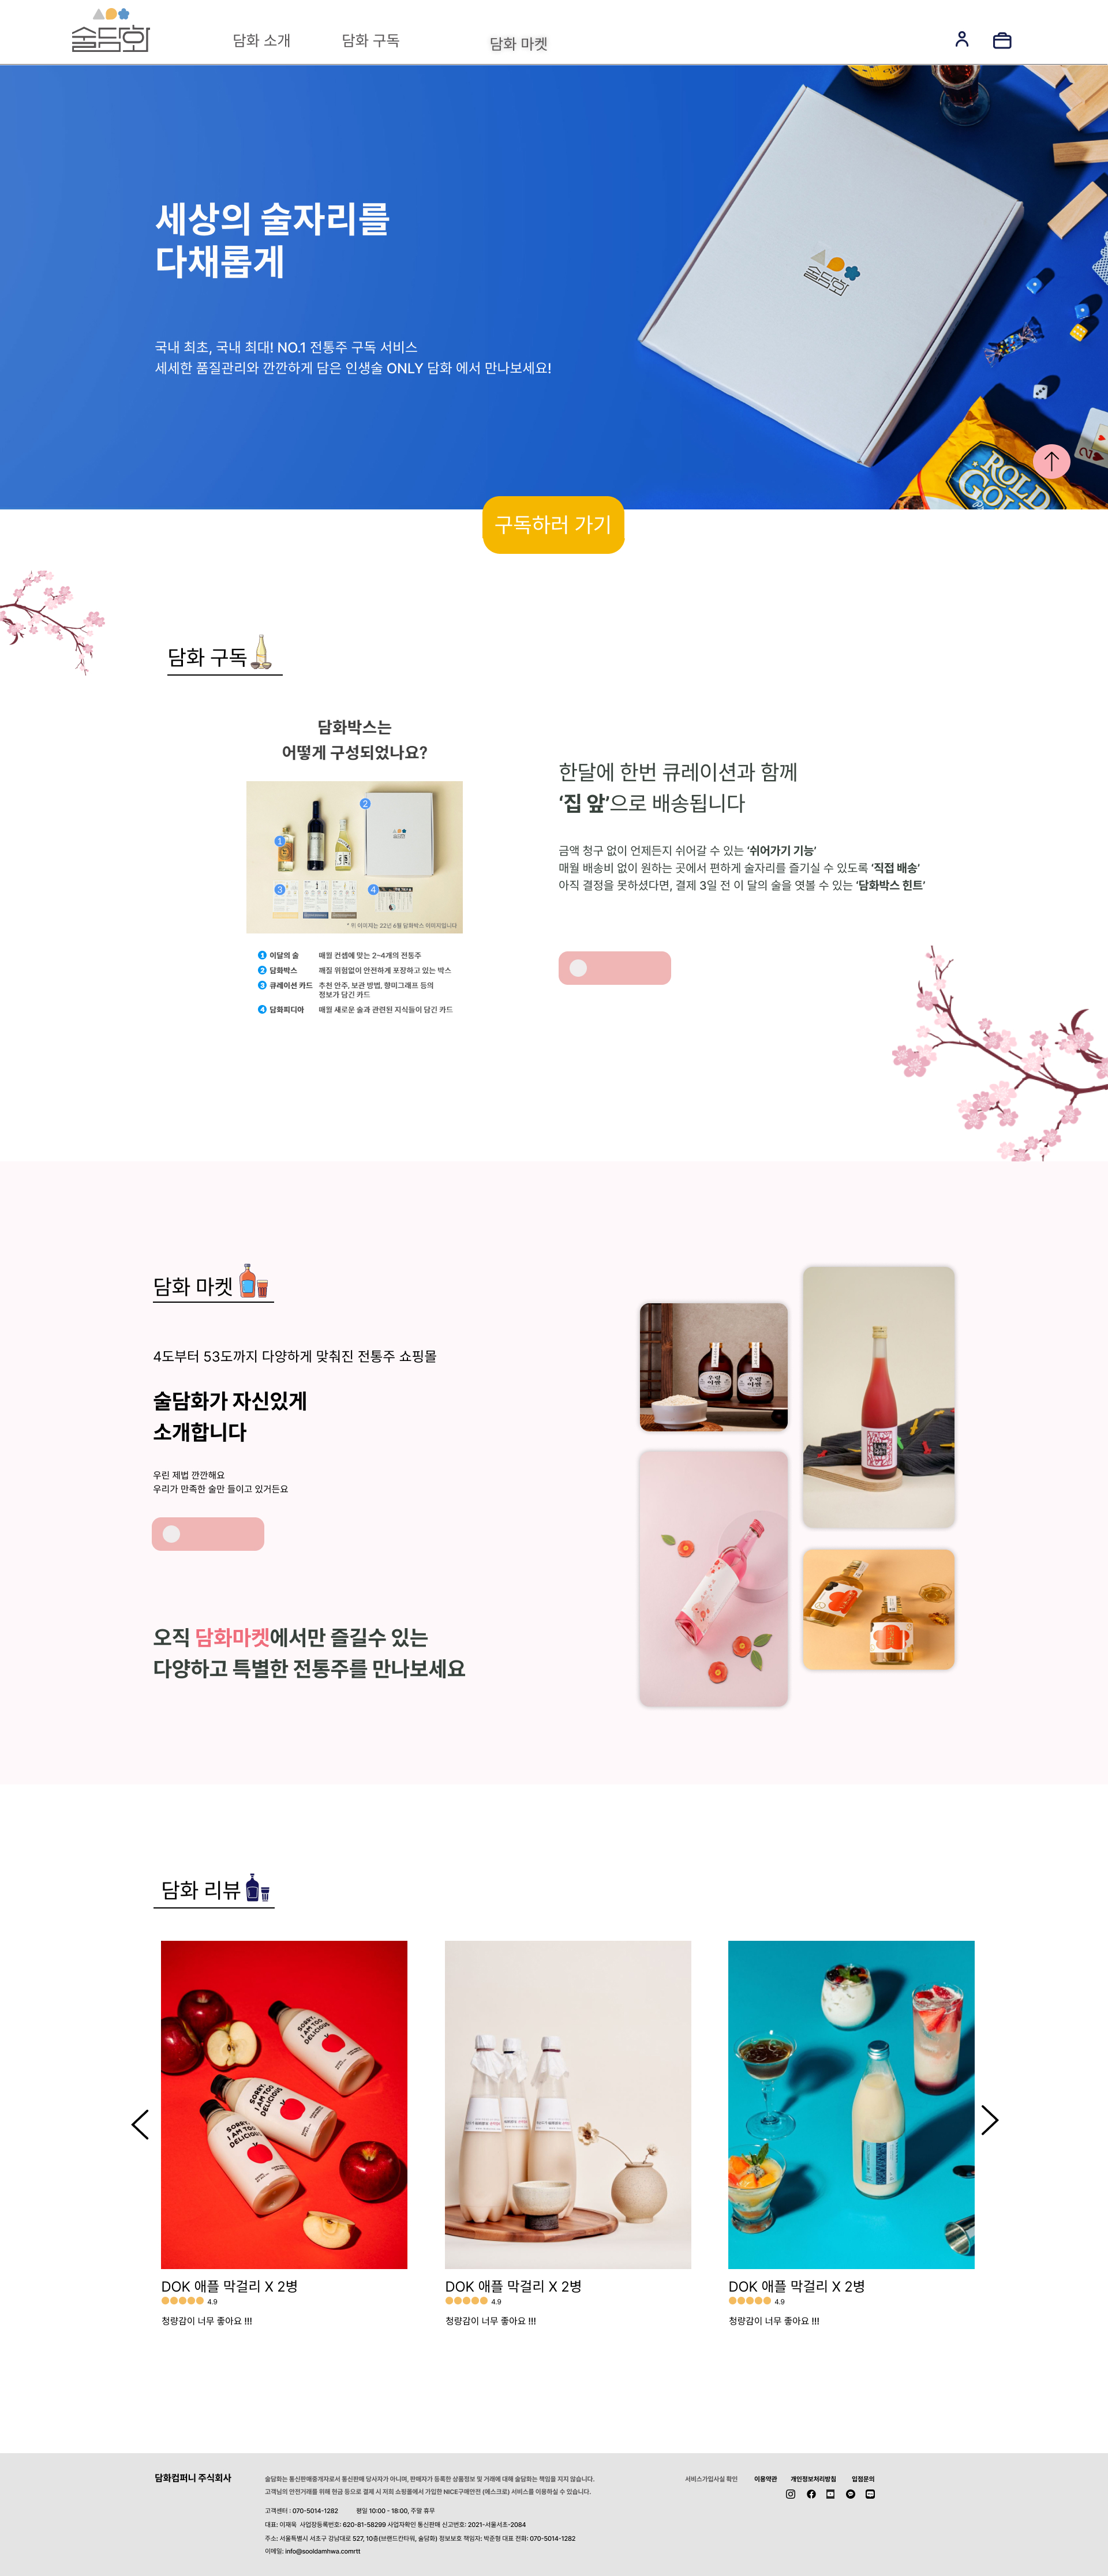 술담화
담화 소개
담화 구독
담화 마켓
세상의 술자리를
다채롭게
국내 최초, 국내 최대! NO.1 전통주 구독 서비스
세세한 품질관리와 깐깐하게 담은 인생술 ONLY 담화 에서 만나보세요!
술담화
ROLD
GOLD
구독하러 가기
담화 구독
담화박스는
어떻게 구성되었나요?
1
2
3
4
* 위 이미지는 22년 6월 담화박스 이미지입니다
1 이달의 술 매월 컨셉에 맞는 2~4개의 전통주
2 담화박스 깨질 위험없이 안전하게 포장하고 있는 박스
3 큐레이션 카드 추천 안주, 보관 방법, 향미그래프 등의
정보가 담긴 카드
4 담화피디아 매월 새로운 술과 관련된 지식들이 담긴 카드
한달에 한번 큐레이션과 함께
‘집 앞’으로 배송됩니다
금액 청구 없이 언제든지 쉬어갈 수 있는 ‘쉬어가기 기능’
매월 배송비 없이 원하는 곳에서 편하게 술자리를 즐기실 수 있도록 ‘직접 배송’
아직 결정을 못하셨다면, 결제 3일 전 이 달의 술을 엿볼 수 있는 ‘담화박스 힌트’
담화 마켓
4도부터 53도까지 다양하게 맞춰진 전통주 쇼핑몰
술담화가 자신있게
소개합니다
우린 제법 깐깐해요
우리가 만족한 술만 들이고 있거든요
오직 담화마켓에서만 즐길수 있는
다양하고 특별한 전통주를 만나보세요
담화 리뷰
SORRY,
I AM TOO
DELICIOUS
SORRY,
I AM TOO
DELICIOUS
SORRY,
I AM TOO
DELICIOUS
DOK 애플 막걸리 X 2병
4.9
청량감이 너무 좋아요 !!!
DOK 애플 막걸리 X 2병
4.9
청량감이 너무 좋아요 !!!
DOK 애플 막걸리 X 2병
4.9
청량감이 너무 좋아요 !!!
담화컴퍼니 주식회사
술담화는 통신판매중개자로서 통신판매 당사자가 아니며, 판매자가 등록한 상품정보 및 거래에 대해 술담화는 책임을 지지 않습니다.
고객님의 안전거래를 위해 현금 등으로 결제 시 저희 쇼핑몰에서 가입한 NICE구매안전 (에스크로) 서비스를 이용하실 수 있습니다.
고객센터 : 070-5014-1282 평일 10:00 - 18:00, 주말 휴무
대표: 이재욱 사업장등록번호: 620-81-58299 사업자확인 통신판매 신고번호: 2021-서울서초-2084
주소: 서울특별시 서초구 강남대로 527, 10층(브랜드칸타워, 술담화) 정보보호 책임자: 박준형 대표 전화: 070-5014-1282
이메일: info@sooldamhwa.comrtt
서비스가입사실 확인
이용약관
개인정보처리방침
입점문의